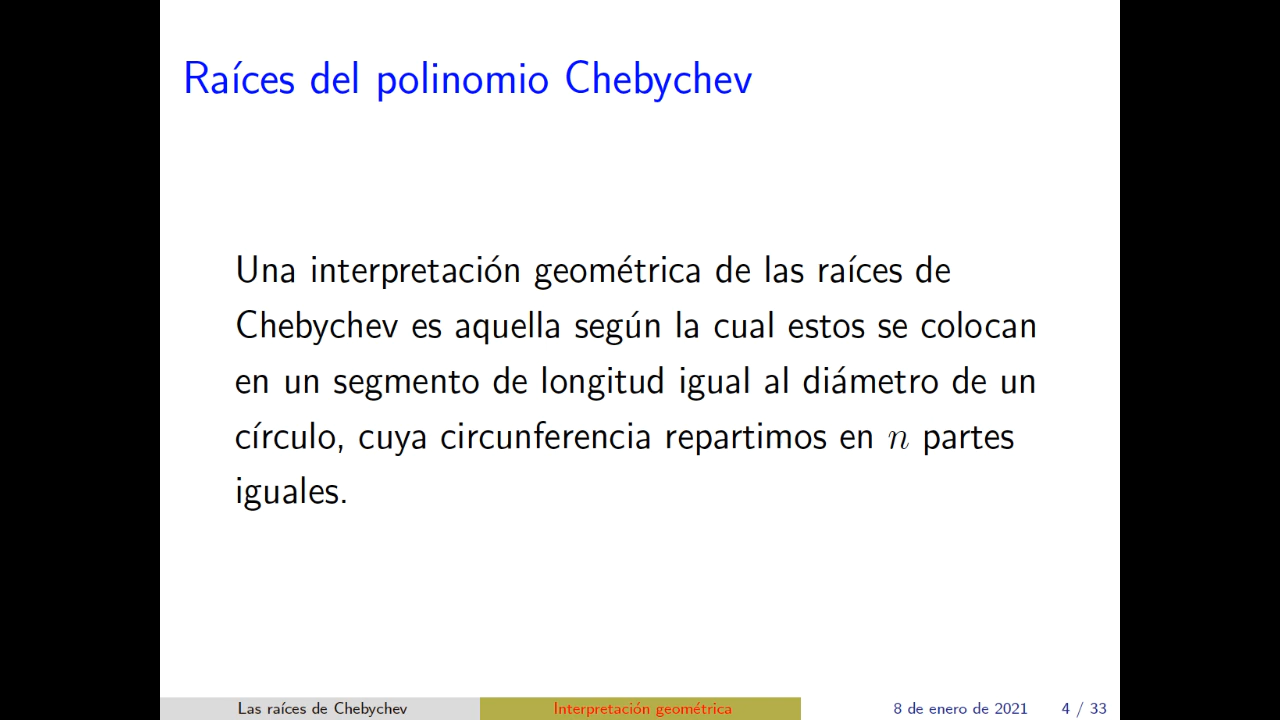 Raíces del polinomio Chebychev
Una interpretación geométrica de las raíces de
Chebychev es aquella según la cual estos se colocan
en un segmento de longitud igual al diámetro de un
círculo, cuya circunferencia repartimos en n partes
iguales.
Las raíces de Chebychev Interpretación geométrica 8 de enero de 2021 4 / 33